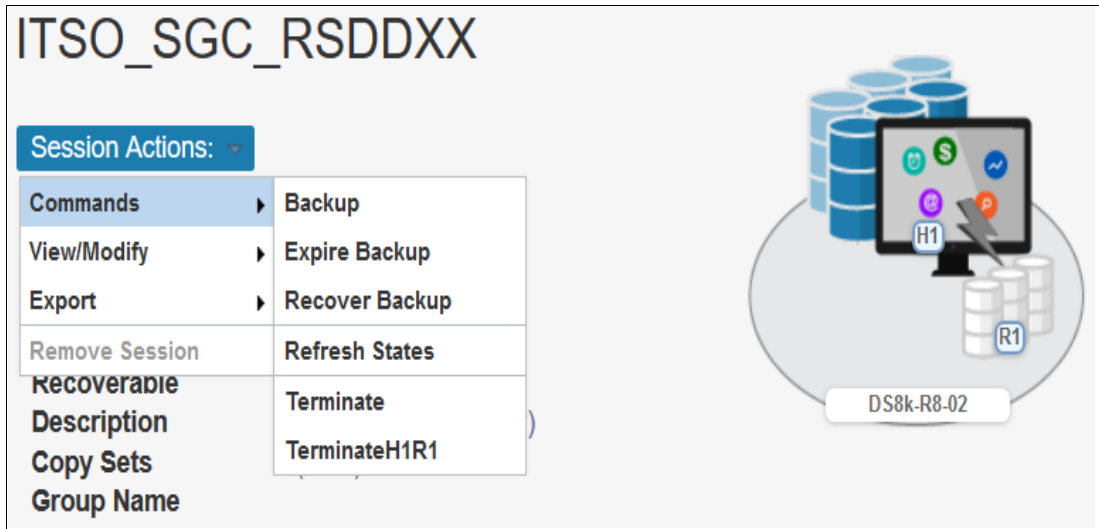 ITSO_SGC_RSDDXX
Session Actions:
Commands
View/Modify
Export
Remove Session
Backup
Expire Backup
Recover Backup
Refresh States
Terminate
TerminateH1R1
Recoverable
Description
)
Copy Sets
Group Name
$
@
H1
R1
DS8k-R8-02